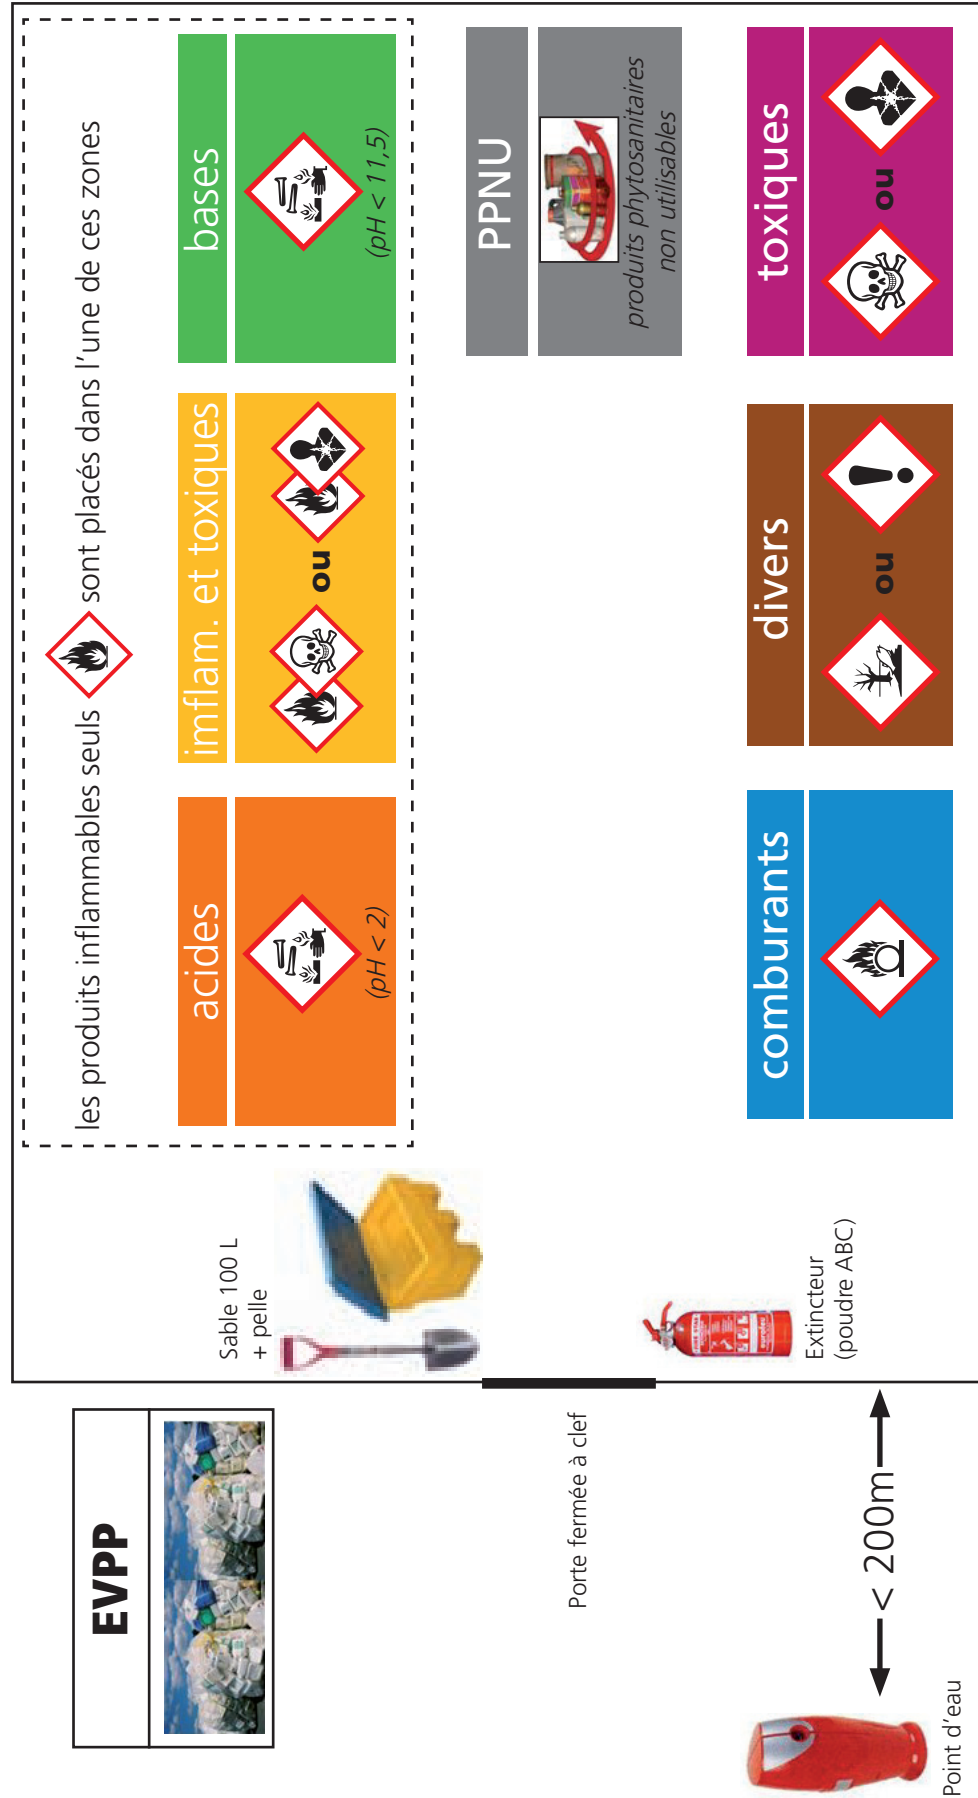 EVPP
les produits inflammables seuls sont placés dans l'une de ces zones
acides
(pH < 2)
imflam. et toxiques
ou
bases
(pH < 11,5)
Sable 100 L
+ pelle
PPNU
produits phytosanitaires
non utilisables
Porte fermée à clef
Extincteur
(poudre ABC)
comburants
divers
ou
toxiques
ou
< 200m
Point d'eau